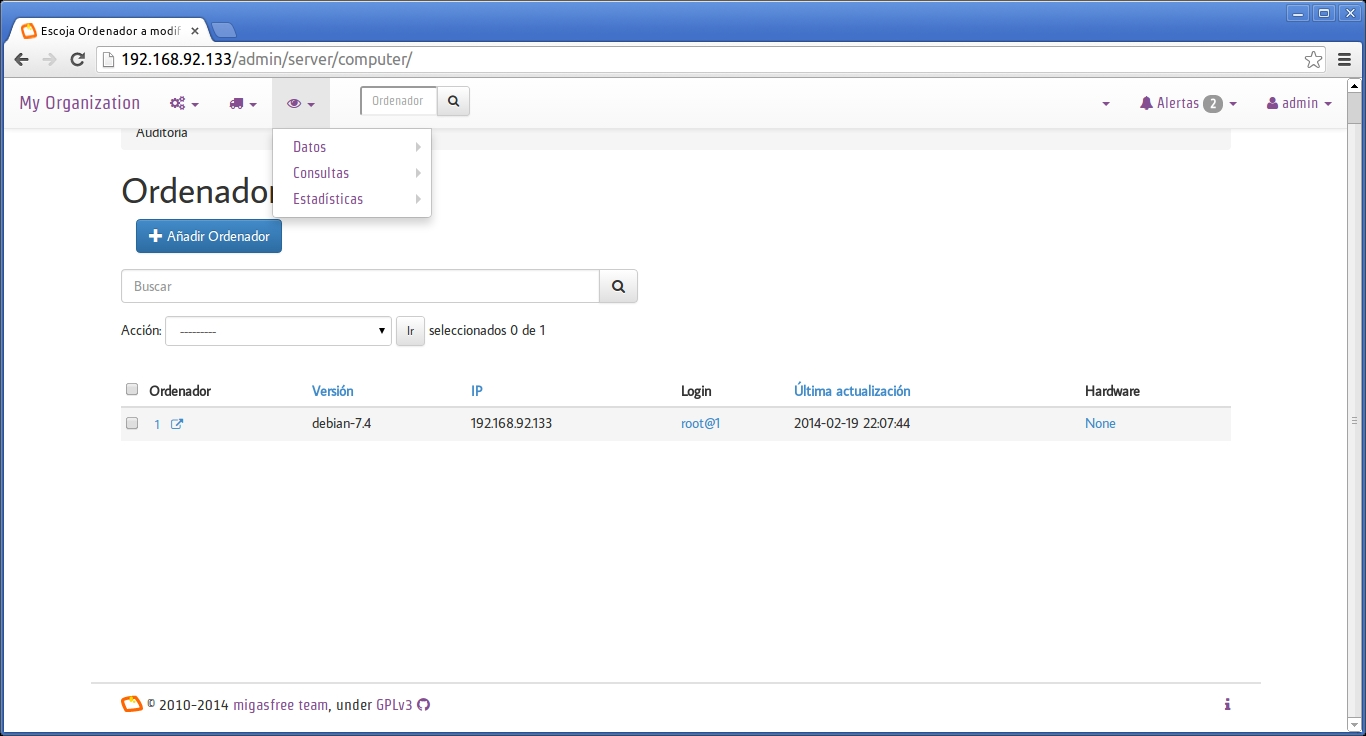 Escoja Ordenador a modif
192.168.92.133/admin/server/computer/
My Organization
Ordenador
Alertas 2
admin
Auditoría
Datos
Consultas
Estadísticas
Ordenador
Añadir Ordenador
Buscar
Acción: --------- Ir seleccionados 0 de 1
Ordenador Versión IP Login Última actualización Hardware
1 debian-7.4 192.168.92.133 root@1 2014-02-19 22:07:44 None
© 2010-2014 migasfree team, under GPLv3